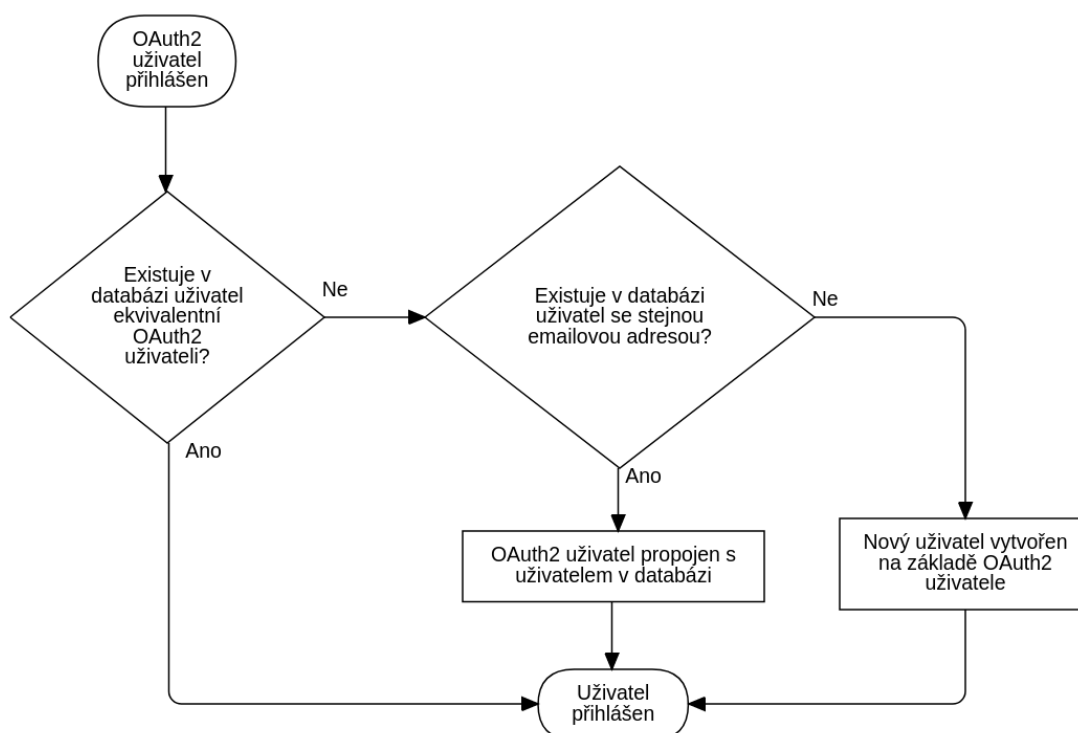 OAuth2
uživatel
přihlášen
Existuje v
databázi uživatel
ekvivalentní
OAuth2
uživateli?
Ne
Existuje v databázi
uživatel se stejnou
emailovou adresou?
Ne
Ano
Ano
OAuth2 uživatel propojen s
uživatelem v databázi
Nový uživatel vytvořen
na základě OAuth2
uživatele
Uživatel
přihlášen